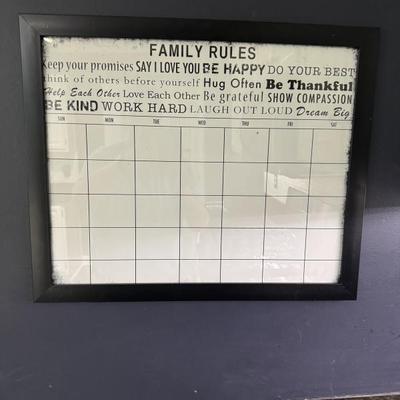 FAMILY RULES
Keep your promises SAY I LOVE YOU BE HAPPY DO YOUR BEST
think of others before yourself Hug Often Be Thankful
Help Each Other Love Each Other Be grateful SHOW COMPASSION
BE KIND WORK HARD LAUGH OUT LOUD Dream Big
SUN MON TUE WED THU FRI SAT